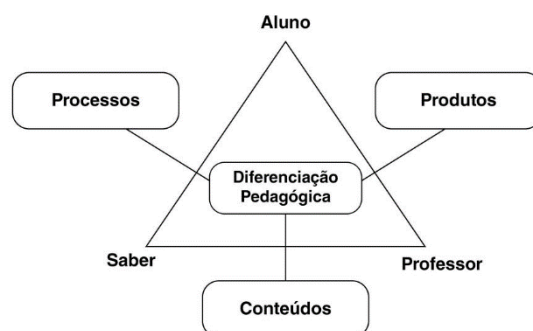 Aluno
Processos
Produtos
Diferenciação
Pedagógica
Saber
Professor
Conteúdos